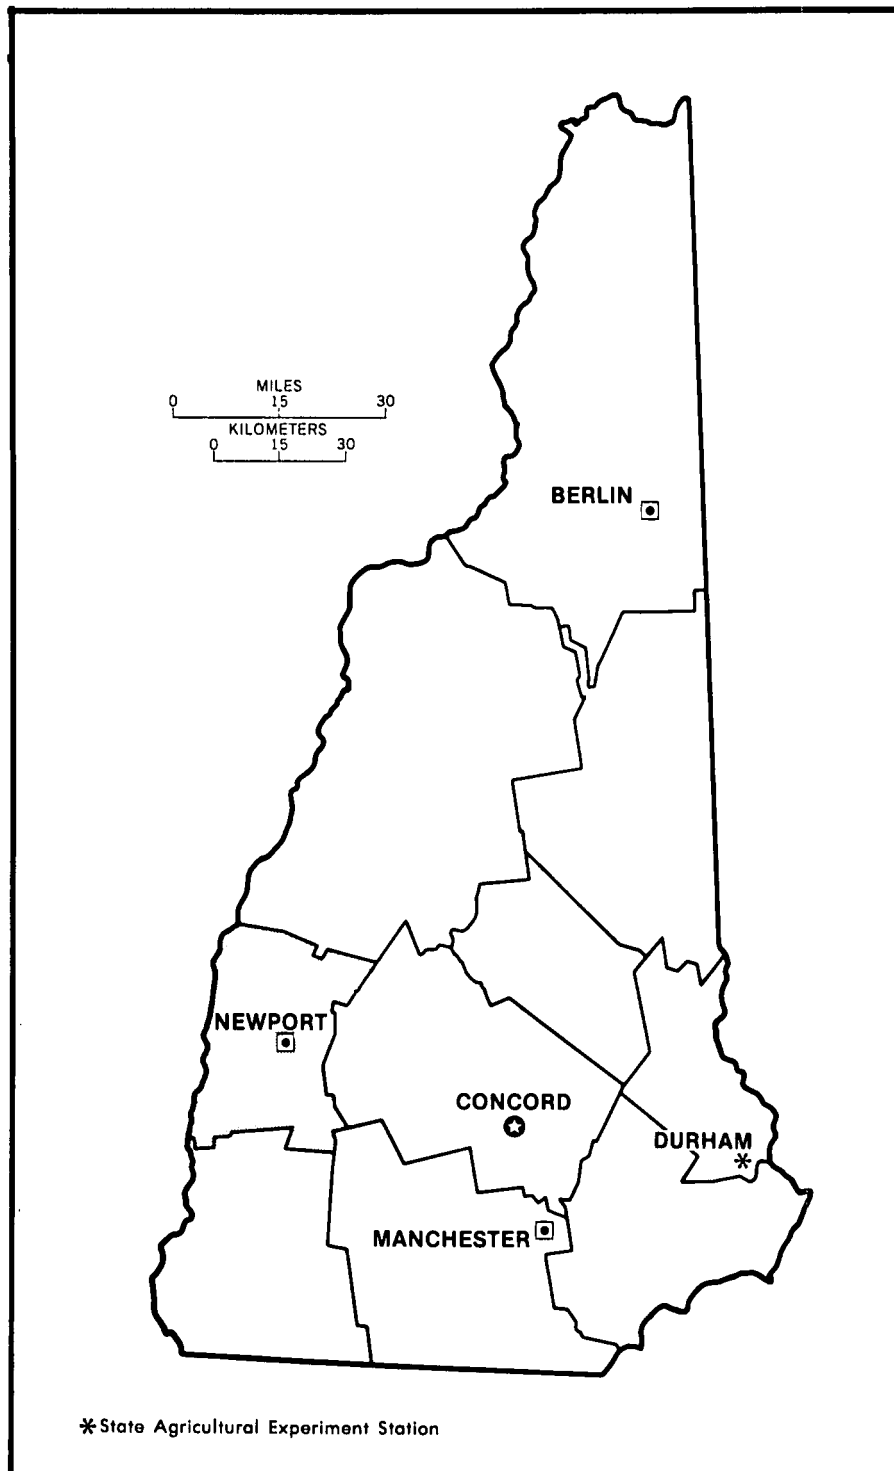 MILES
0 15 30
KILOMETERS
0 15 30
BERLIN
NEWPORT
CONCORD
DURHAM
MANCHESTER
*State Agricultural Experiment Station